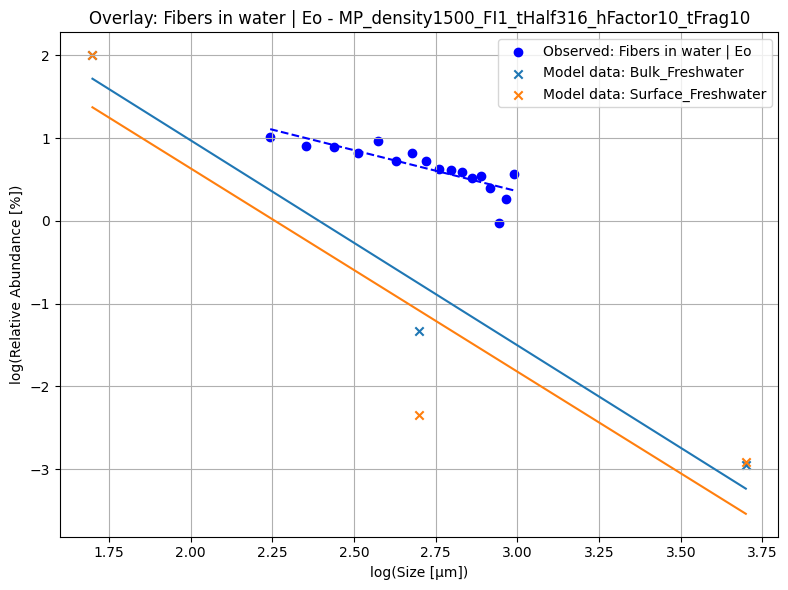 Overlay: Fibers in water | Eo - MP_density1500_FI1_tHalf316_hFactor10_tFrag10
Observed: Fibers in water | Eo
Model data: Bulk_Freshwater
Model data: Surface_Freshwater
log(Relative Abundance [%])
2
1
0
−1
−2
−3
1.75 2.00 2.25 2.50 2.75 3.00 3.25 3.50 3.75
log(Size [µm])